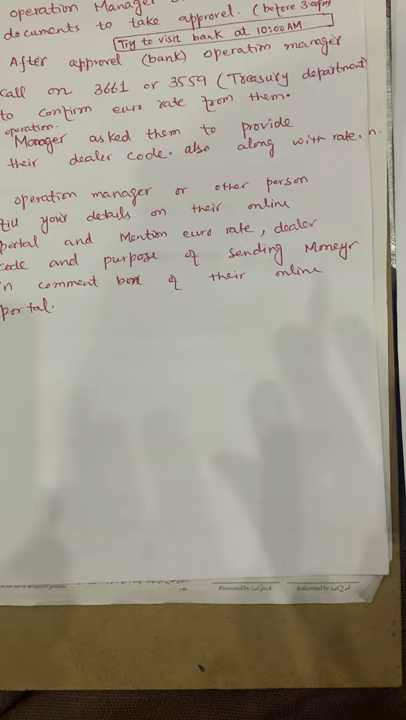 operation Manager
documents to take approvel. (before 3:00pm)
Try to visit bank at 10:00 AM
After approvel (bank) operation manager
call on 3661 or 3559 (Treasury department)
to confirm euro rate from them.
operation.
Manager asked them to provide
their dealer code. also along with rate.
operation manager or other person
fill your details on their online
portal and Mention euro rate, dealer
code and purpose of sending Money
in comment box of their online
portal.
Processed by
Authorised by